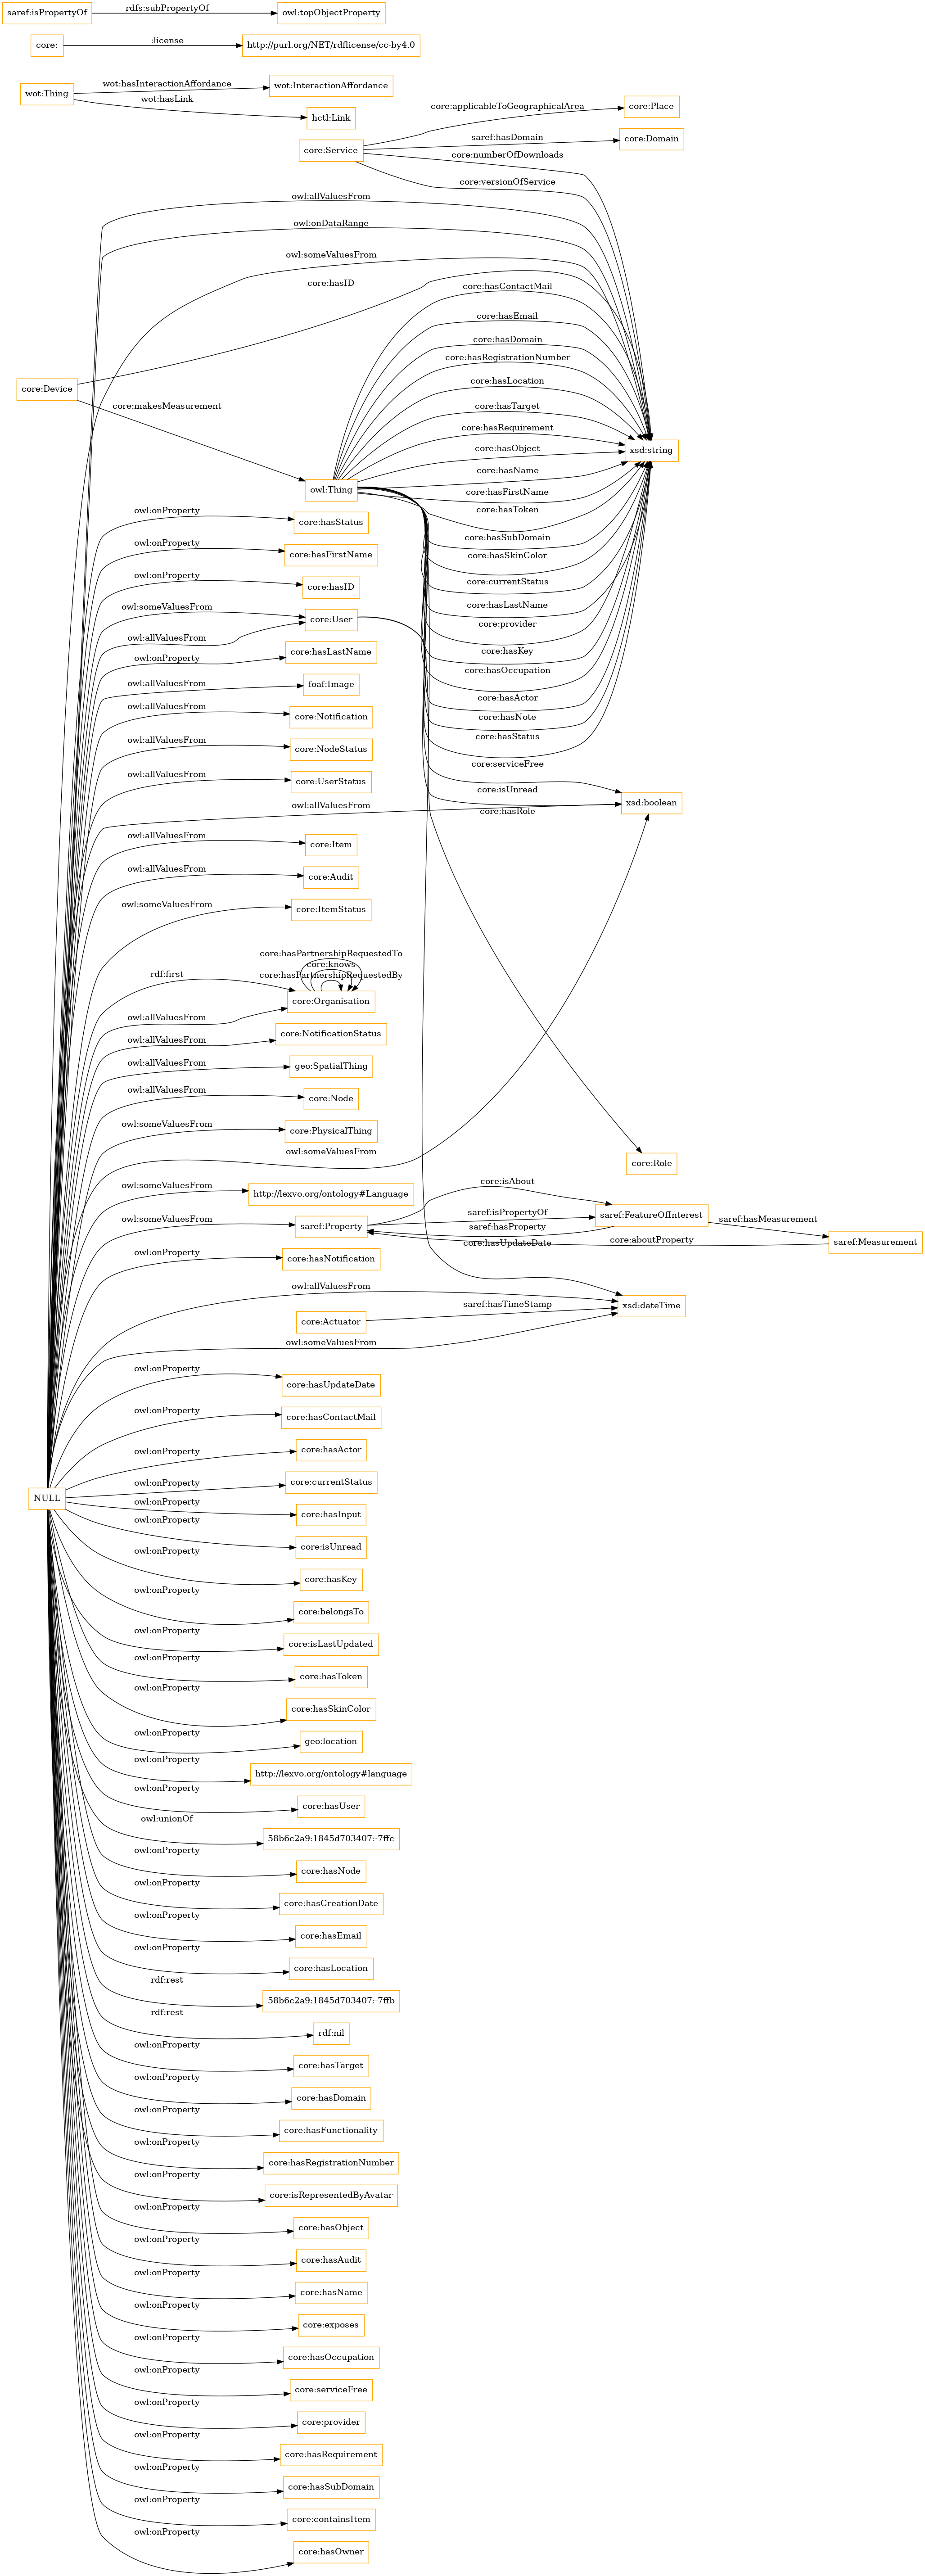 saref:isPropertyOf rdfs:subPropertyOf owl:topObjectProperty
core: :license http://purl.org/NET/rdflicense/cc-by4.0
wot:Thing wot:hasInteractionAffordance wot:InteractionAffordance
wot:hasLink hctl:Link
core:Service core:applicableToGeographicalArea core:Place
saref:hasDomain core:Domain
core:numberOfDownloads
core:versionOfService
owl:allValuesFrom
owl:onDataRange
owl:someValuesFrom
core:hasID
core:hasContactMail
core:hasEmail
core:hasDomain
core:hasRegistrationNumber
core:Device core:hasLocation
core:makesMeasurement core:hasTarget
core:hasRequirement
core:hasObject xsd:string
core:hasName
owl:Thing core:hasFirstName
core:hasToken
owl:onProperty core:hasStatus
core:hasSubDomain
owl:onProperty core:hasFirstName core:hasSkinColor
owl:onProperty core:hasID core:currentStatus
owl:someValuesFrom core:User core:hasLastName
core:provider
owl:allValuesFrom
owl:onProperty core:hasLastName core:hasKey
core:hasOccupation
owl:allValuesFrom foaf:Image
core:hasActor
owl:allValuesFrom core:Notification core:hasNote
core:hasStatus
owl:allValuesFrom core:NodeStatus
core:serviceFree
owl:allValuesFrom core:UserStatus core:isUnread
owl:allValuesFrom xsd:boolean
core:hasRole
owl:allValuesFrom core:Item
owl:allValuesFrom core:Audit
owl:someValuesFrom core:ItemStatus
core:hasPartnershipRequestedTo
core:knows
rdf:first core:hasPartnershipRequestedBy
core:Organisation
owl:allValuesFrom
owl:allValuesFrom core:NotificationStatus
owl:allValuesFrom geo:SpatialThing
owl:allValuesFrom core:Node
owl:someValuesFrom core:PhysicalThing
owl:someValuesFrom
core:Role
owl:someValuesFrom http://lexvo.org/ontology#Language core:isAbout
owl:someValuesFrom saref:Property saref:isPropertyOf saref:FeatureOfInterest saref:hasMeasurement
saref:hasProperty
core:hasUpdateDate core:aboutProperty saref:Measurement
owl:onProperty core:hasNotification
owl:allValuesFrom
core:Actuator saref:hasTimeStamp xsd:dateTime
owl:someValuesFrom
owl:onProperty core:hasUpdateDate
owl:onProperty core:hasContactMail
owl:onProperty core:hasActor
owl:onProperty core:currentStatus
NULL owl:onProperty core:hasInput
owl:onProperty core:isUnread
owl:onProperty core:hasKey
owl:onProperty core:belongsTo
owl:onProperty core:isLastUpdated
owl:onProperty core:hasToken
owl:onProperty core:hasSkinColor
owl:onProperty geo:location
owl:onProperty http://lexvo.org/ontology#language
owl:onProperty core:hasUser
owl:unionOf 58b6c2a9:1845d703407:-7ffc
owl:onProperty core:hasNode
owl:onProperty core:hasCreationDate
owl:onProperty core:hasEmail
owl:onProperty core:hasLocation
rdf:rest 58b6c2a9:1845d703407:-7ffb
rdf:rest rdf:nil
owl:onProperty core:hasTarget
owl:onProperty core:hasDomain
owl:onProperty core:hasFunctionality
owl:onProperty core:hasRegistrationNumber
owl:onProperty core:isRepresentedByAvatar
owl:onProperty core:hasObject
owl:onProperty core:hasAudit
owl:onProperty core:hasName
owl:onProperty core:exposes
owl:onProperty core:hasOccupation
owl:onProperty core:serviceFree
owl:onProperty core:provider
owl:onProperty core:hasRequirement
owl:onProperty core:hasSubDomain
owl:onProperty core:containsItem
owl:onProperty core:hasOwner